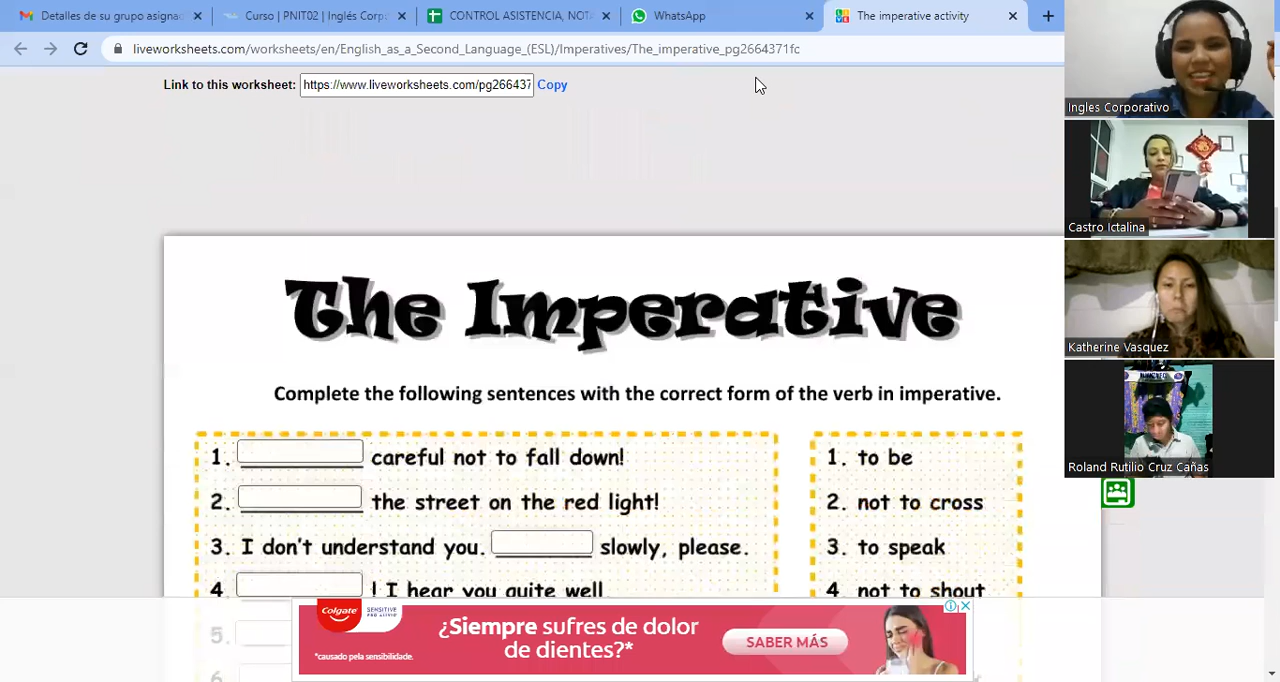 Detalles de su grupo asignad
Curso | PNIT02 | Inglés Corp
CONTROL ASISTENCIA, NOT
WhatsApp
The imperative activity
liveworksheets.com/worksheets/en/English_as_a_Second_Language_(ESL)/Imperatives/The_imperative_pg2664371fc
Link to this worksheet: https://www.liveworksheets.com/pg266437 Copy
The Imperative
Complete the following sentences with the correct form of the verb in imperative.
1. careful not to fall down!
2. the street on the red light!
3. I don't understand you. slowly, please.
4 ! I hear you quite well
5.
6
1. to be
2. not to cross
3. to speak
4 not to shout
Colgate SENSITIVE
*causado pela sensibilidade.
¿Siempre sufres de dolor
de dientes?*
SABER MÁS
Ingles Corporativo
Castro Ictalina
Katherine Vasquez
Roland Rutilio Cruz Cañas